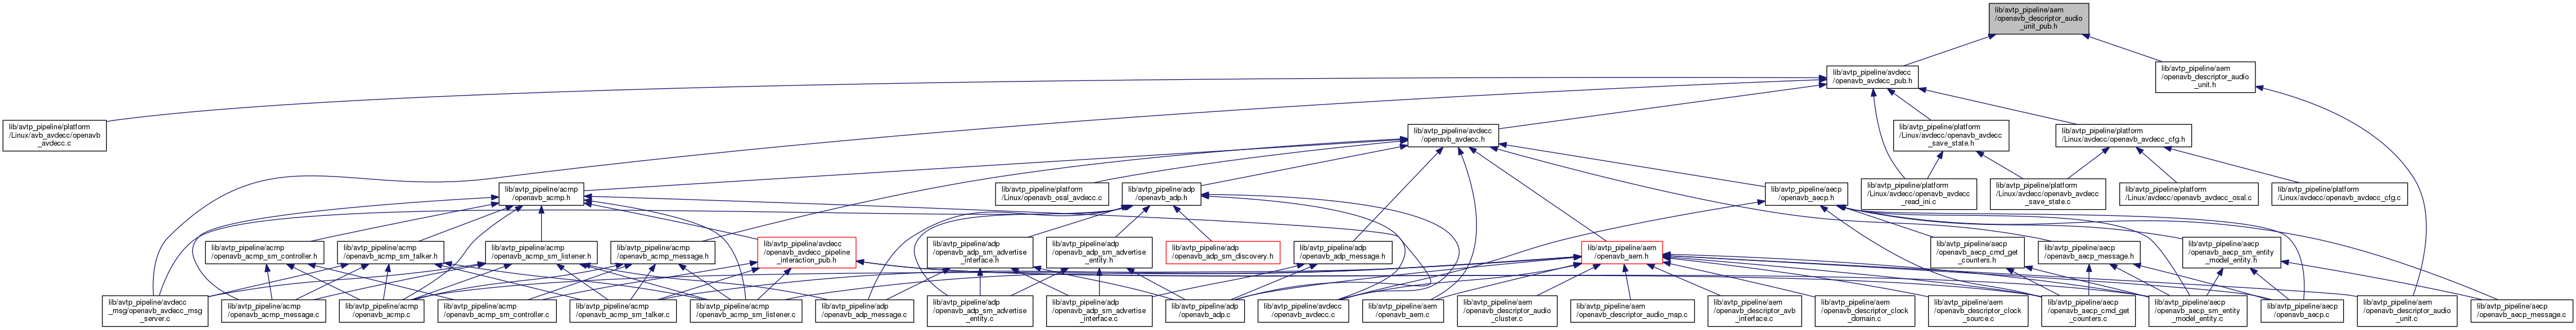 lib/avtp_pipeline/aem
/openavb_descriptor_audio
_unit_pub.h
lib/avtp_pipeline/avdecc
/openavb_avdecc_pub.h
lib/avtp_pipeline/aem
/openavb_descriptor_audio
_unit.h
lib/avtp_pipeline/platform
/Linux/avb_avdecc/openavb
_avdecc.c
lib/avtp_pipeline/avdecc
/openavb_avdecc.h
lib/avtp_pipeline/platform
/Linux/avdecc/openavb_avdecc
_save_state.h
lib/avtp_pipeline/platform
/Linux/avdecc/openavb_avdecc_cfg.h
lib/avtp_pipeline/acmp
/openavb_acmp.h
lib/avtp_pipeline/platform
/Linux/openavb_osal_avdecc.c
lib/avtp_pipeline/adp
/openavb_adp.h
lib/avtp_pipeline/aecp
/openavb_aecp.h
lib/avtp_pipeline/platform
/Linux/avdecc/openavb_avdecc
_read_ini.c
lib/avtp_pipeline/platform
/Linux/avdecc/openavb_avdecc
_save_state.c
lib/avtp_pipeline/platform
/Linux/avdecc/openavb_avdecc_osal.c
lib/avtp_pipeline/platform
/Linux/avdecc/openavb_avdecc_cfg.c
lib/avtp_pipeline/acmp
/openavb_acmp_sm_controller.h
lib/avtp_pipeline/acmp
/openavb_acmp_sm_talker.h
lib/avtp_pipeline/acmp
/openavb_acmp_sm_listener.h
lib/avtp_pipeline/acmp
/openavb_acmp_message.h
lib/avtp_pipeline/avdecc
/openavb_avdecc_pipeline
_interaction_pub.h
lib/avtp_pipeline/adp
/openavb_adp_sm_advertise
_interface.h
lib/avtp_pipeline/adp
/openavb_adp_sm_advertise
_entity.h
lib/avtp_pipeline/adp
/openavb_adp_sm_discovery.h
lib/avtp_pipeline/adp
/openavb_adp_message.h
lib/avtp_pipeline/aem
/openavb_aem.h
lib/avtp_pipeline/aecp
/openavb_aecp_cmd_get
_counters.h
lib/avtp_pipeline/aecp
/openavb_aecp_message.h
lib/avtp_pipeline/aecp
/openavb_aecp_sm_entity
_model_entity.h
lib/avtp_pipeline/avdecc
_msg/openavb_avdecc_msg
_server.c
lib/avtp_pipeline/acmp
/openavb_acmp_message.c
lib/avtp_pipeline/acmp
/openavb_acmp.c
lib/avtp_pipeline/acmp
/openavb_acmp_sm_controller.c
lib/avtp_pipeline/acmp
/openavb_acmp_sm_talker.c
lib/avtp_pipeline/acmp
/openavb_acmp_sm_listener.c
lib/avtp_pipeline/adp
/openavb_adp_message.c
lib/avtp_pipeline/adp
/openavb_adp_sm_advertise
_entity.c
lib/avtp_pipeline/adp
/openavb_adp_sm_advertise
_interface.c
lib/avtp_pipeline/adp
/openavb_adp.c
lib/avtp_pipeline/avdecc
/openavb_avdecc.c
lib/avtp_pipeline/aem
/openavb_aem.c
lib/avtp_pipeline/aem
/openavb_descriptor_audio
_cluster.c
lib/avtp_pipeline/aem
/openavb_descriptor_audio_map.c
lib/avtp_pipeline/aem
/openavb_descriptor_avb
_interface.c
lib/avtp_pipeline/aem
/openavb_descriptor_clock
_domain.c
lib/avtp_pipeline/aem
/openavb_descriptor_clock
_source.c
lib/avtp_pipeline/aecp
/openavb_aecp_cmd_get
_counters.c
lib/avtp_pipeline/aecp
/openavb_aecp_sm_entity
_model_entity.c
lib/avtp_pipeline/aecp
/openavb_aecp.c
lib/avtp_pipeline/aem
/openavb_descriptor_audio
_unit.c
lib/avtp_pipeline/aecp
/openavb_aecp_message.c